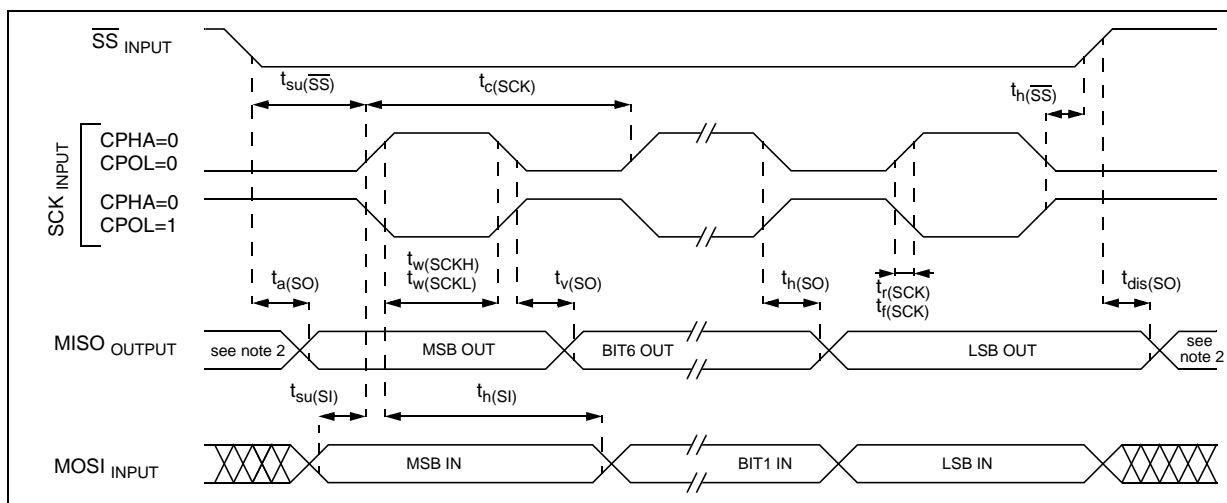 SS INPUT
tsu(SS)
tc(SCK)
th(SS)
SCK INPUT
CPHA=0
CPOL=0
CPHA=0
CPOL=1
ta(SO)
tw(SCKH)
tw(SCKL)
tv(SO)
th(SO)
tr(SCK)
tf(SCK)
tdis(SO)
MISO OUTPUT
see note 2
MSB OUT
BIT6 OUT
LSB OUT
see
note 2
tsu(SI)
th(SI)
MOSI INPUT
MSB IN
BIT1 IN
LSB IN